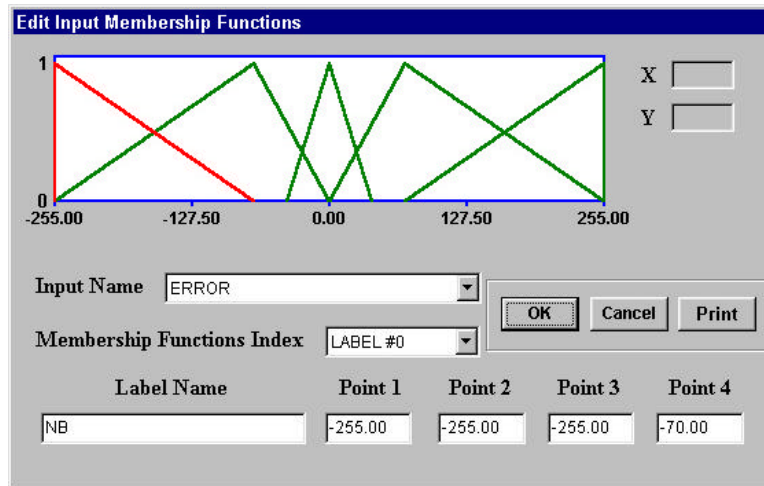 Edit Input Membership Functions
1
X
Y
0
-255.00 -127.50 0.00 127.50 255.00
Input Name ERROR
OK Cancel Print
Membership Functions Index LABEL #0
Label Name Point 1 Point 2 Point 3 Point 4
NB -255.00 -255.00 -255.00 -70.00